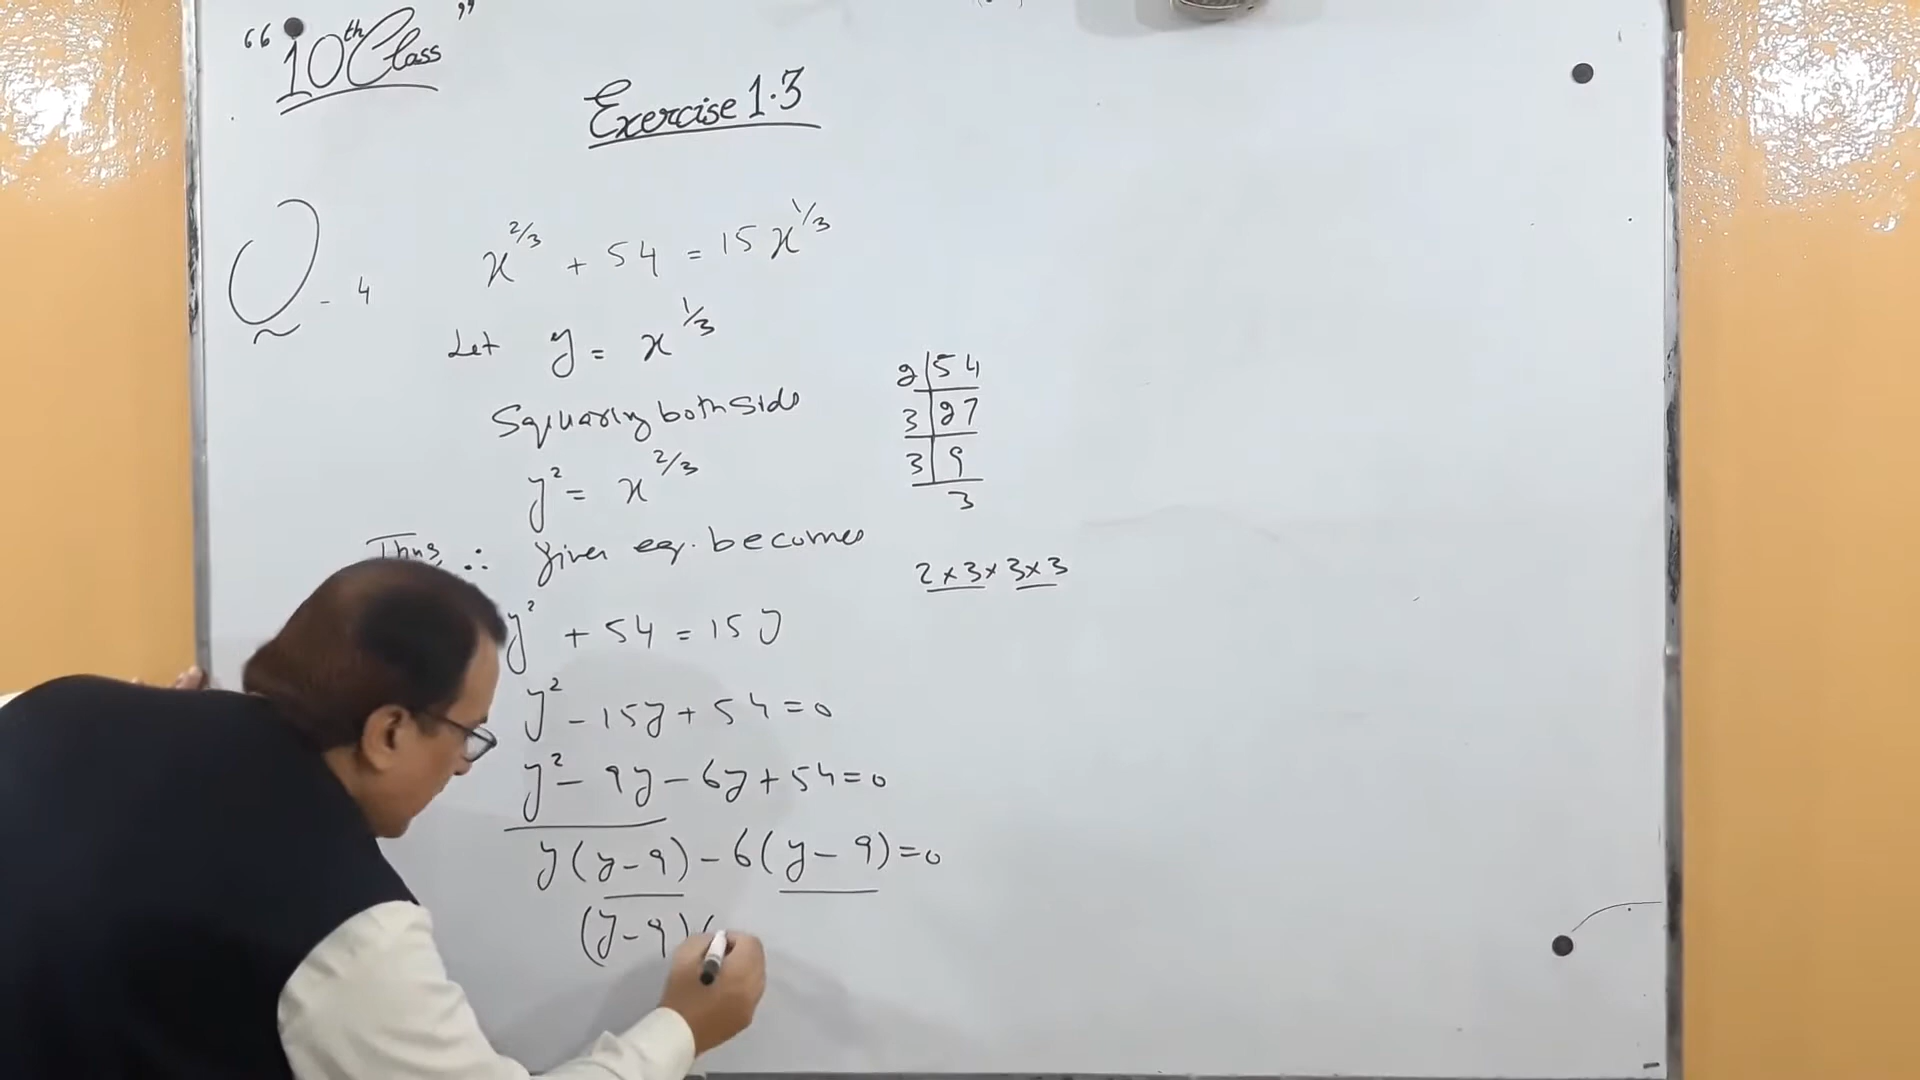 “10th Class”
Exercise 1.3
Q - 4 x^2/3 + 54 = 15x^1/3
Let y = x^1/3
Squaring both side
y² = x^2/3
Thus ∴ given eq. becomes
y² + 54 = 15y
y² - 15y + 54 = 0
y² - 9y - 6y + 54 = 0
y(y - 9) - 6(y - 9) = 0
(y - 9)(
2 | 54
3 | 27
3 | 9
3
2 x 3 x 3 x 3